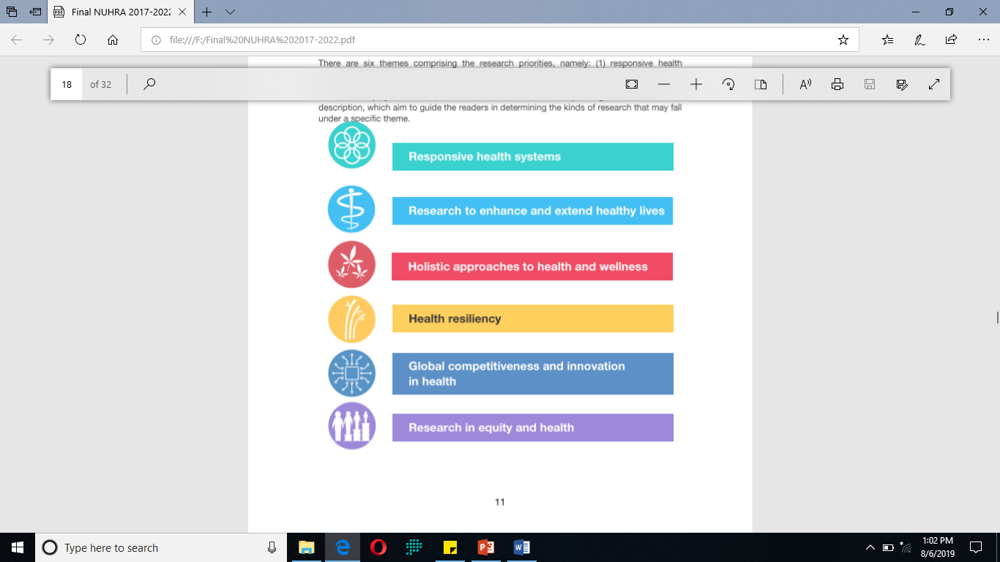 Final NUHRA 2017-202
file:///F:/Final%20NUHRA%202017-2022.pdf
There are six themes comprising the research priorities, namely: (1) responsive health
18 of 32
description, which aim to guide the readers in determining the kinds of research that may fall
under a specific theme.
Responsive health systems
Research to enhance and extend healthy lives
Holistic approaches to health and wellness
Health resiliency
Global competitiveness and innovation
in health
Research in equity and health
11
Type here to search
1:02 PM
8/6/2019